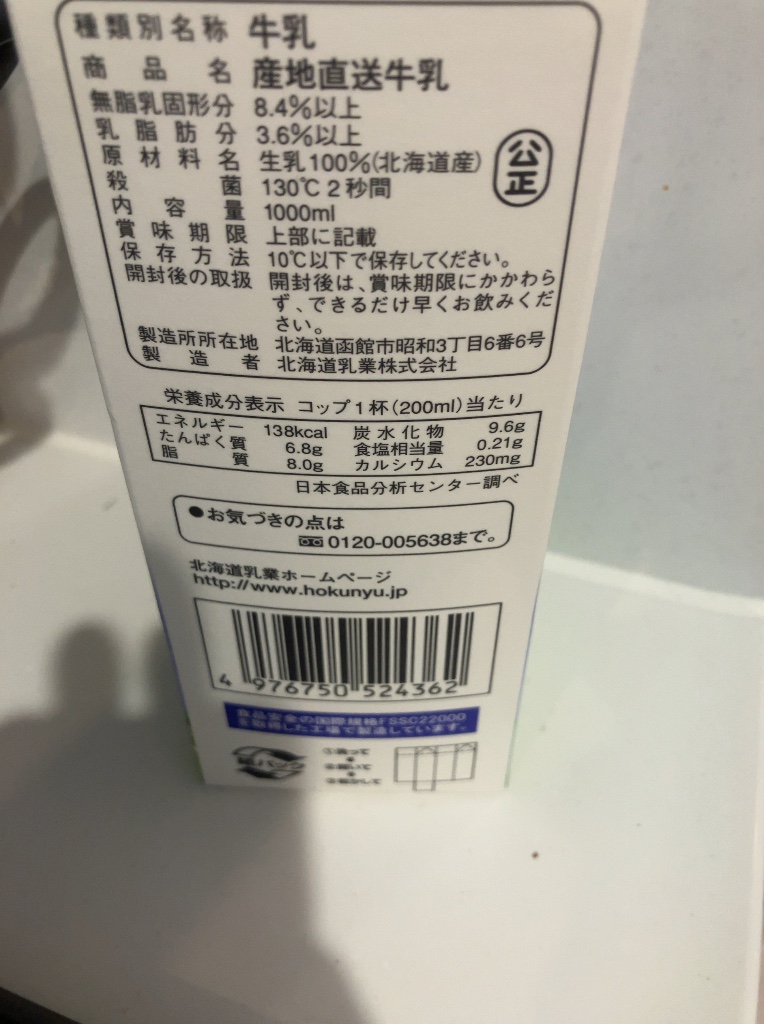 種類別名称 牛乳
商品名 産地直送牛乳
無脂乳固形分 8.4%以上
乳脂肪分 3.6%以上
原材料名 生乳100%(北海道産)
殺菌 130℃ 2秒間
内容量 1000ml
賞味期限 上部に記載
保存方法 10℃以下で保存してください。
開封後の取扱 開封後は、賞味期限にかかわら
ず、できるだけ早くお飲みくだ
さい。
製造所所在地 北海道函館市昭和3丁目6番6号
製造者 北海道乳業株式会社
公正
栄養成分表示 コップ1杯(200ml)当たり
エネルギー 138kcal 炭水化物 9.6g
たんぱく質 6.8g 食塩相当量 0.21g
脂質 8.0g カルシウム 230mg
日本食品分析センター調べ
●お気づきの点は
0120-005638まで。
北海道乳業ホームページ
http://www.hokunyu.jp
4 976750 524362
食品安全の国際規格FSSC22000
を取得した工場で製造しています。
紙パック
①洗って
②開いて